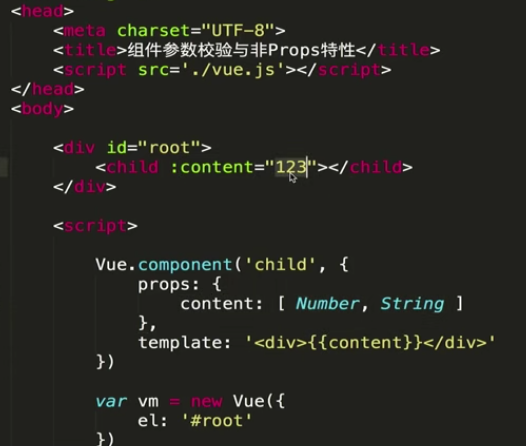 <head>
    <meta charset="UTF-8">
    <title>组件参数校验与非Props特性</title>
    <script src='./vue.js'></script>
</head>
<body>
    <div id="root">
        <child :content="123"></child>
    </div>
    <script>
        Vue.component('child', {
            props: {
                content: [ Number, String ]
            },
            template: '<div>{{content}}</div>'
        })
        var vm = new Vue({
            el: '#root'
        })